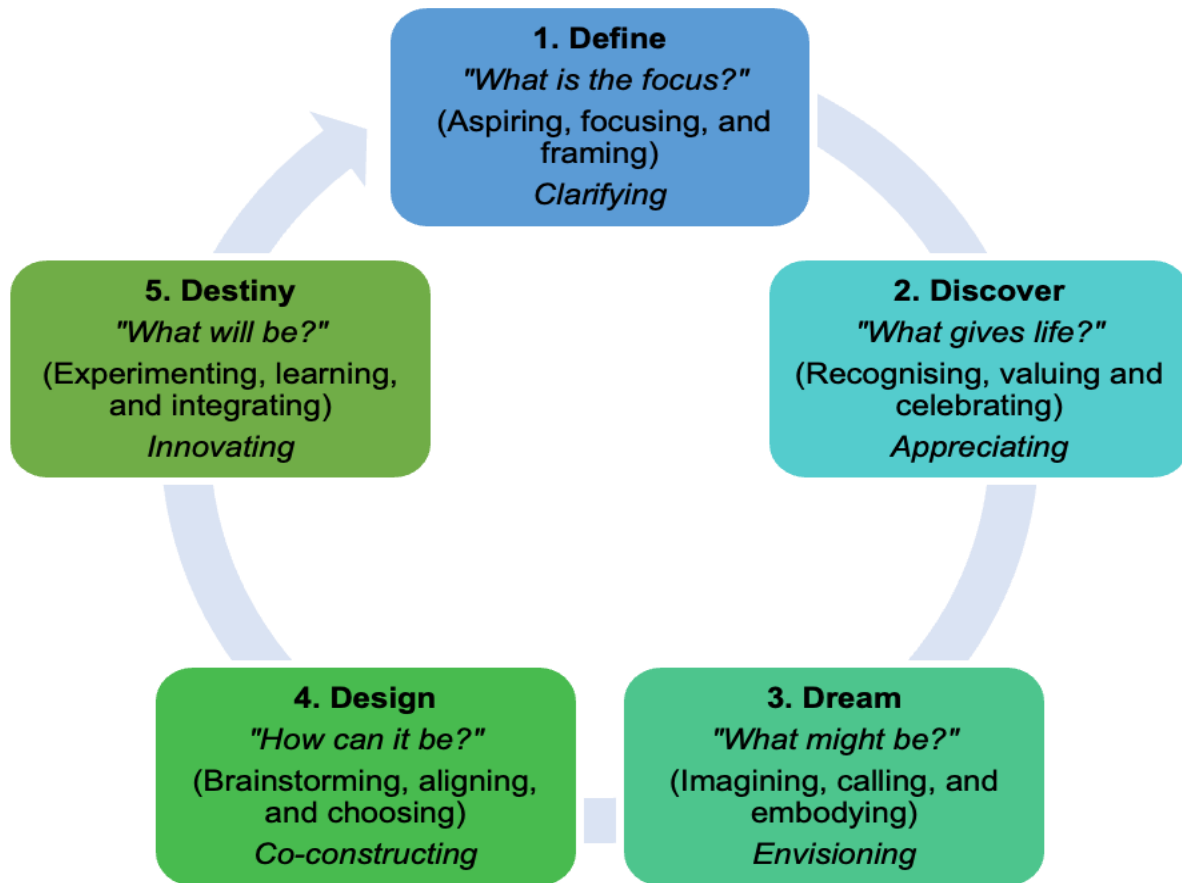 1. Define
"What is the focus?"
(Aspiring, focusing, and
framing)
Clarifying
2. Discover
"What gives life?"
(Recognising, valuing and
celebrating)
Appreciating
3. Dream
"What might be?"
(Imagining, calling, and
embodying)
Envisioning
4. Design
"How can it be?"
(Brainstorming, aligning,
and choosing)
Co-constructing
5. Destiny
"What will be?"
(Experimenting, learning,
and integrating)
Innovating